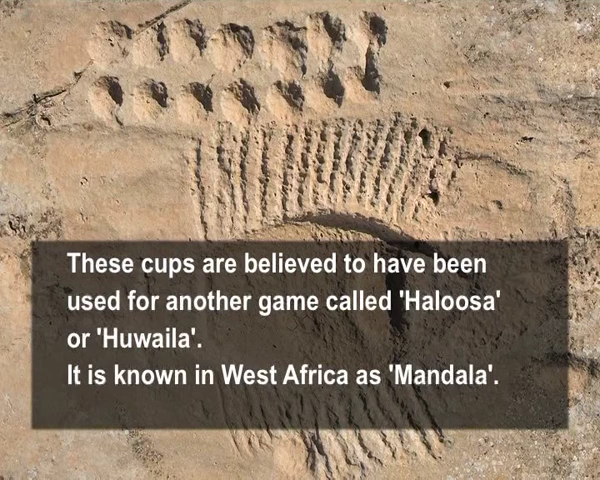 These cups are believed to have been
used for another game called 'Haloosa'
or 'Huwaila'.
It is known in West Africa as 'Mandala'.